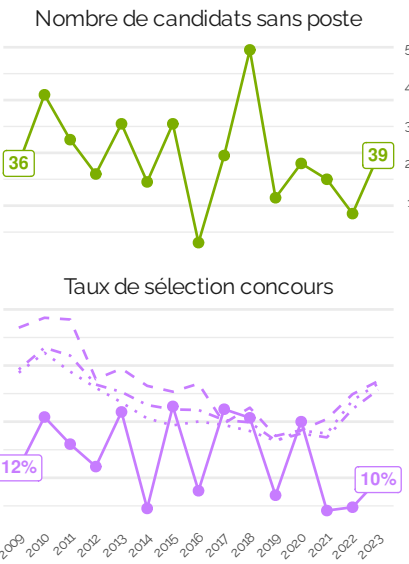 Nombre de candidats sans poste
36
39
Taux de sélection concours
12%
10%
2009 2010 2011 2012 2013 2014 2015 2016 2017 2018 2019 2020 2021 2022 2023